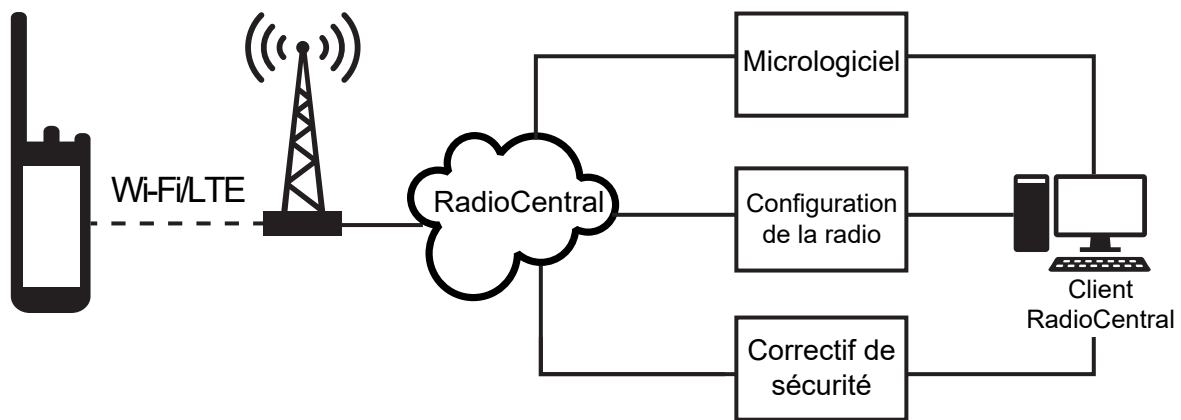 Wi-Fi/LTE
RadioCentral
Micrologiciel
Configuration
de la radio
Correctif de
sécurité
Client
RadioCentral